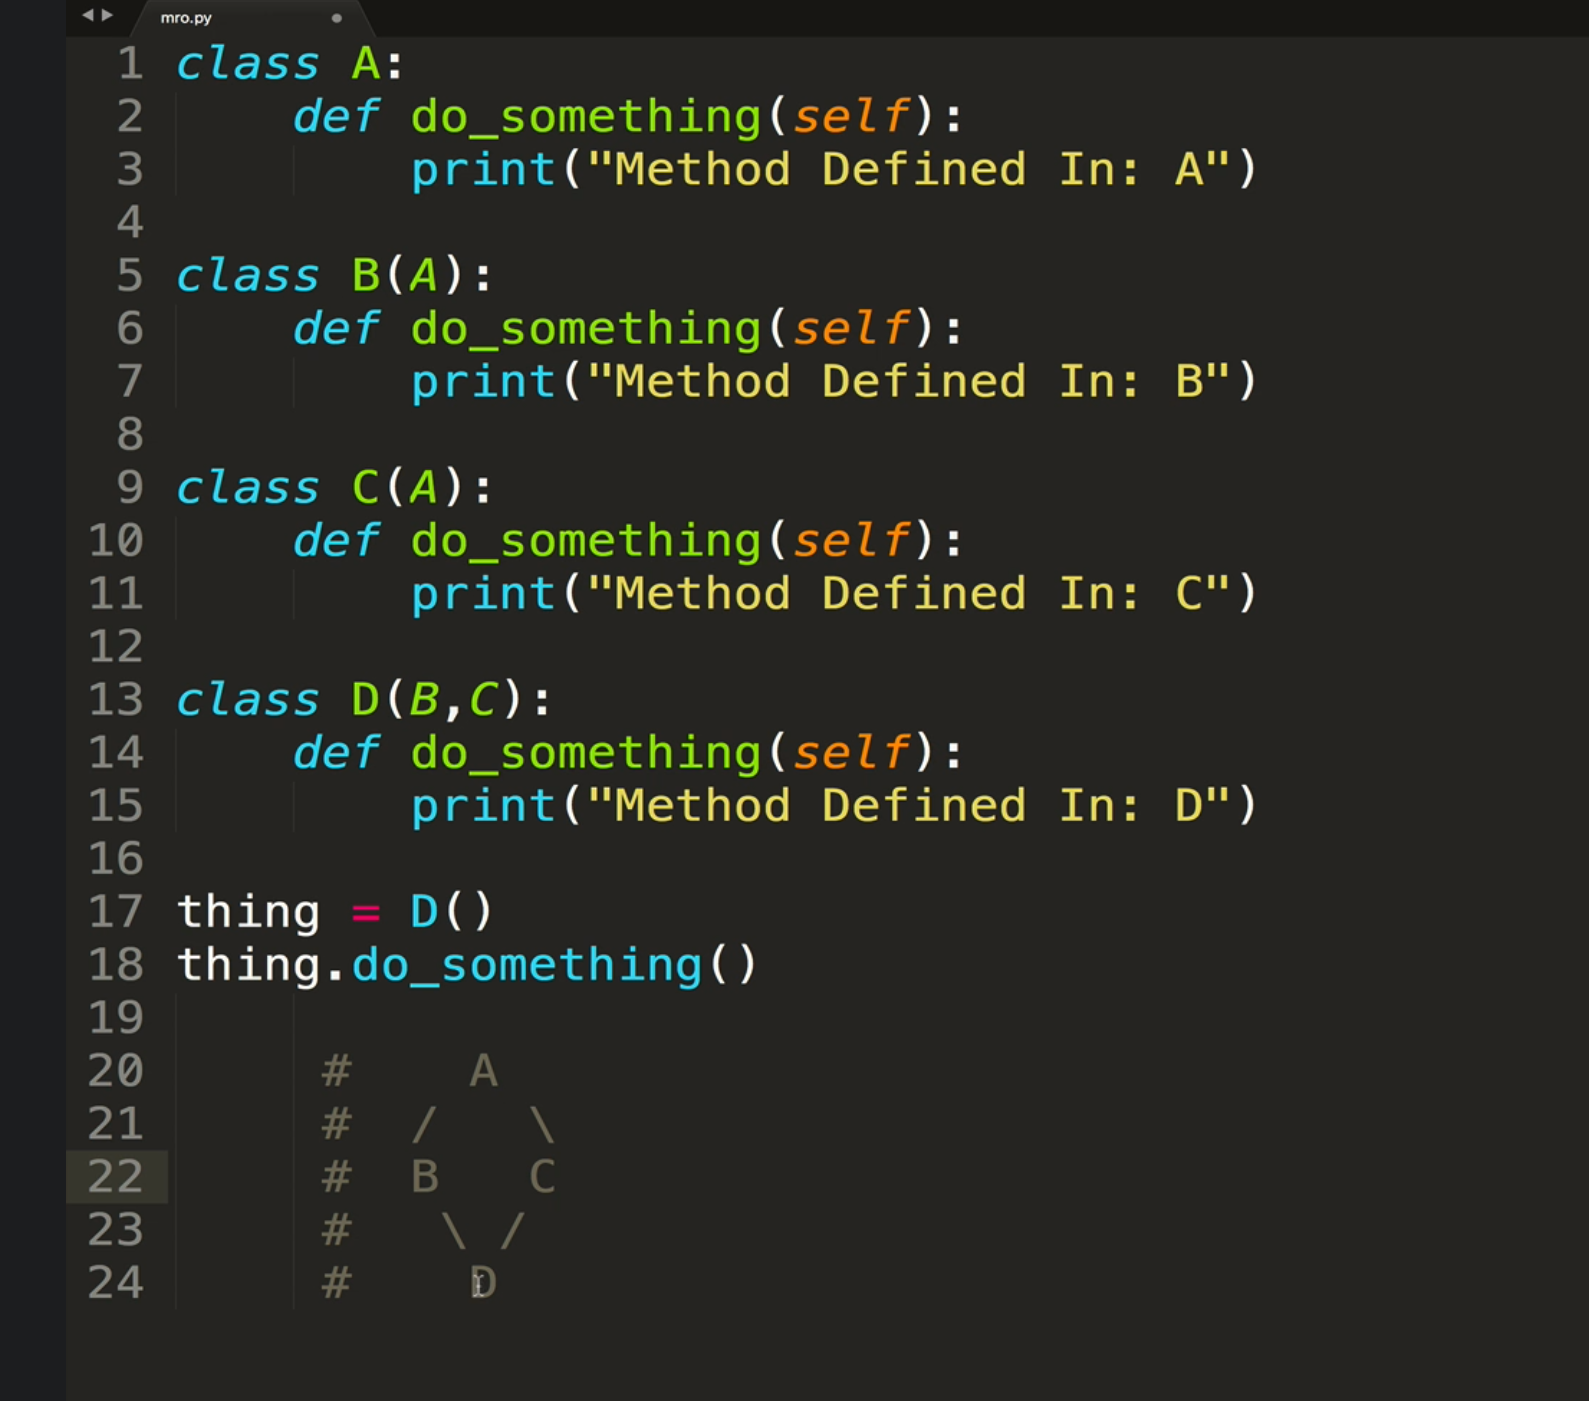 mro.py
1 class A:
2     def do_something(self):
3         print("Method Defined In: A")
4
5 class B(A):
6     def do_something(self):
7         print("Method Defined In: B")
8
9 class C(A):
10     def do_something(self):
11         print("Method Defined In: C")
12
13 class D(B,C):
14     def do_something(self):
15         print("Method Defined In: D")
16
17 thing = D()
18 thing.do_something()
19
20      #    A
21      #  /   \
22      #  B   C
23      #   \ /
24      #    D